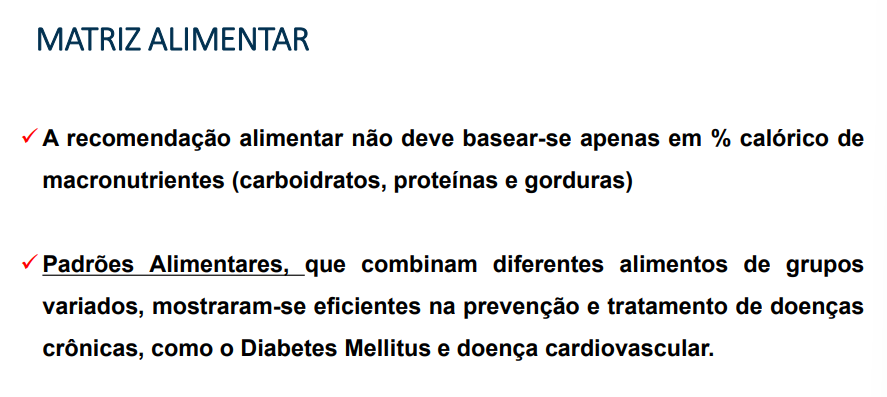 MATRIZ ALIMENTAR
✓ A recomendação alimentar não deve basear-se apenas em % calórico de
macronutrientes (carboidratos, proteínas e gorduras)
✓ Padrões Alimentares, que combinam diferentes alimentos de grupos
variados, mostraram-se eficientes na prevenção e tratamento de doenças
crônicas, como o Diabetes Mellitus e doença cardiovascular.